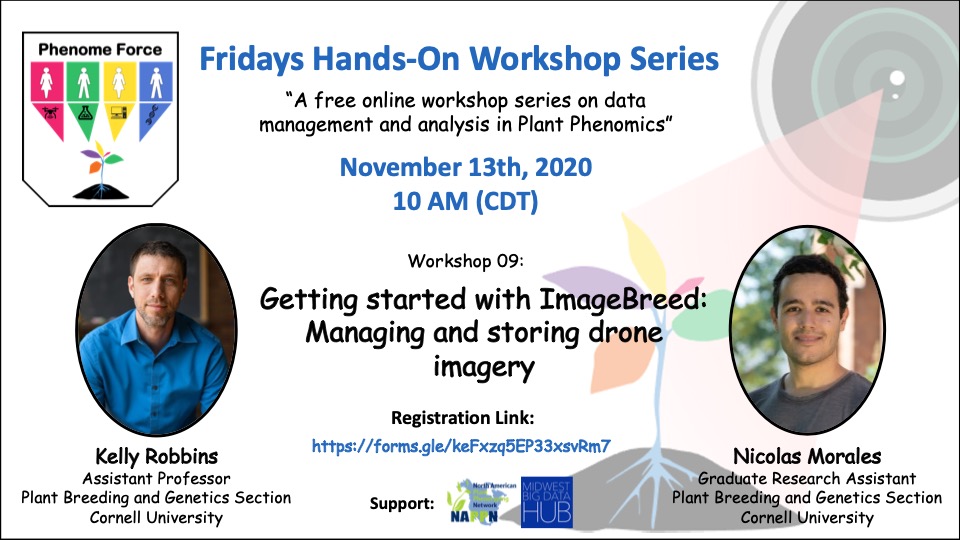 Phenome Force
Fridays Hands-On Workshop Series
“A free online workshop series on data
management and analysis in Plant Phenomics”
November 13th, 2020
10 AM (CDT)
Workshop 09:
Getting started with ImageBreed:
Managing and storing drone
imagery
Registration Link:
https://forms.gle/keFxzq5EP33xsvRm7
Kelly Robbins
Assistant Professor
Plant Breeding and Genetics Section
Cornell University
Nicolas Morales
Graduate Research Assistant
Plant Breeding and Genetics Section
Cornell University
Support:
North American
Network
MIDWEST
BIG DATA
HUB